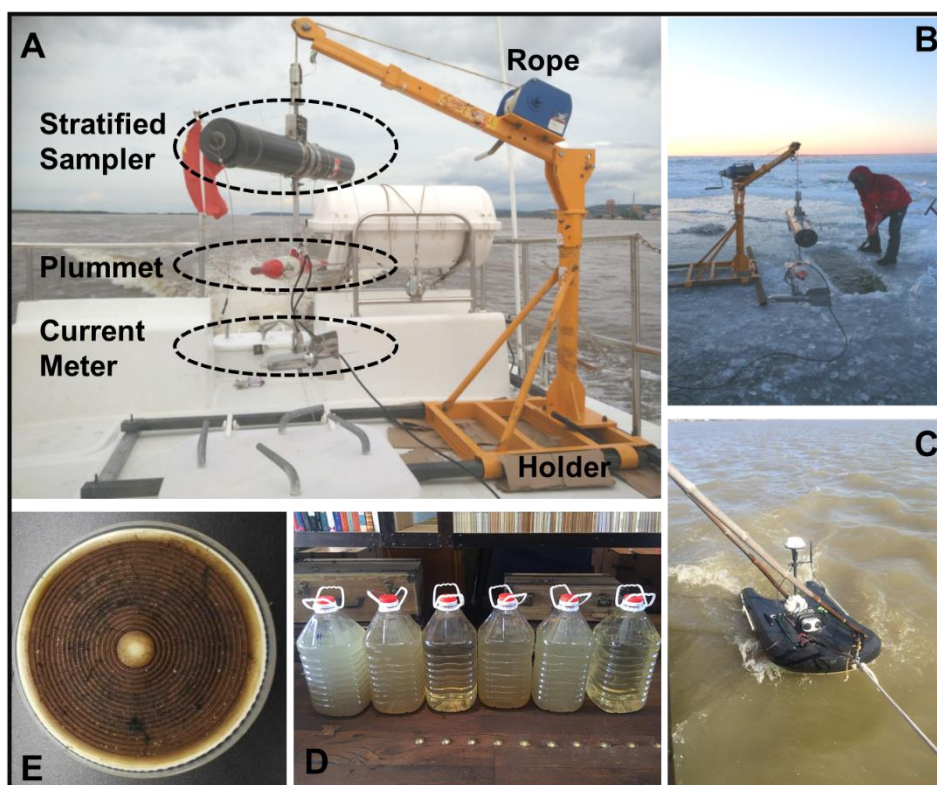 A
Rope
Stratified
Sampler
Plummet
Current
Meter
Holder
B
C
D
E